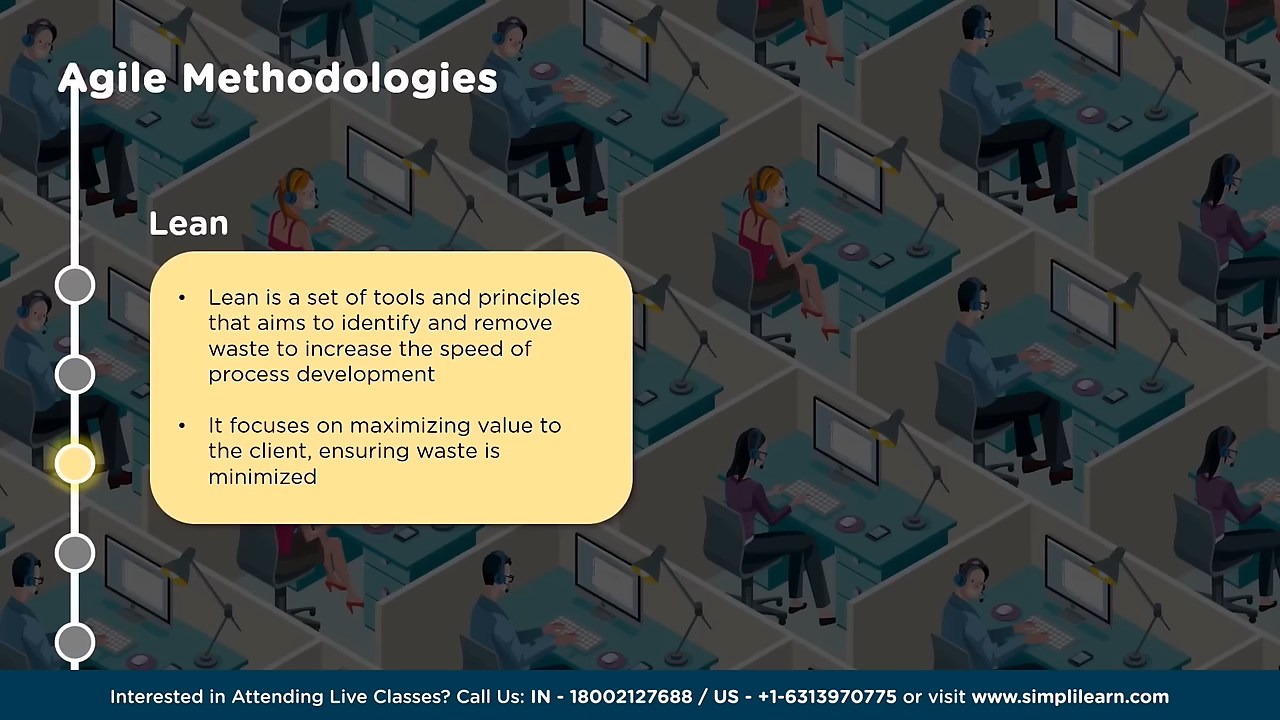 Agile Methodologies
Lean
• Lean is a set of tools and principles
that aims to identify and remove
waste to increase the speed of
process development
• It focuses on maximizing value to
the client, ensuring waste is
minimized
Interested in Attending Live Classes? Call Us: IN - 18002127688 / US - +1-6313970775 or visit www.simplilearn.com